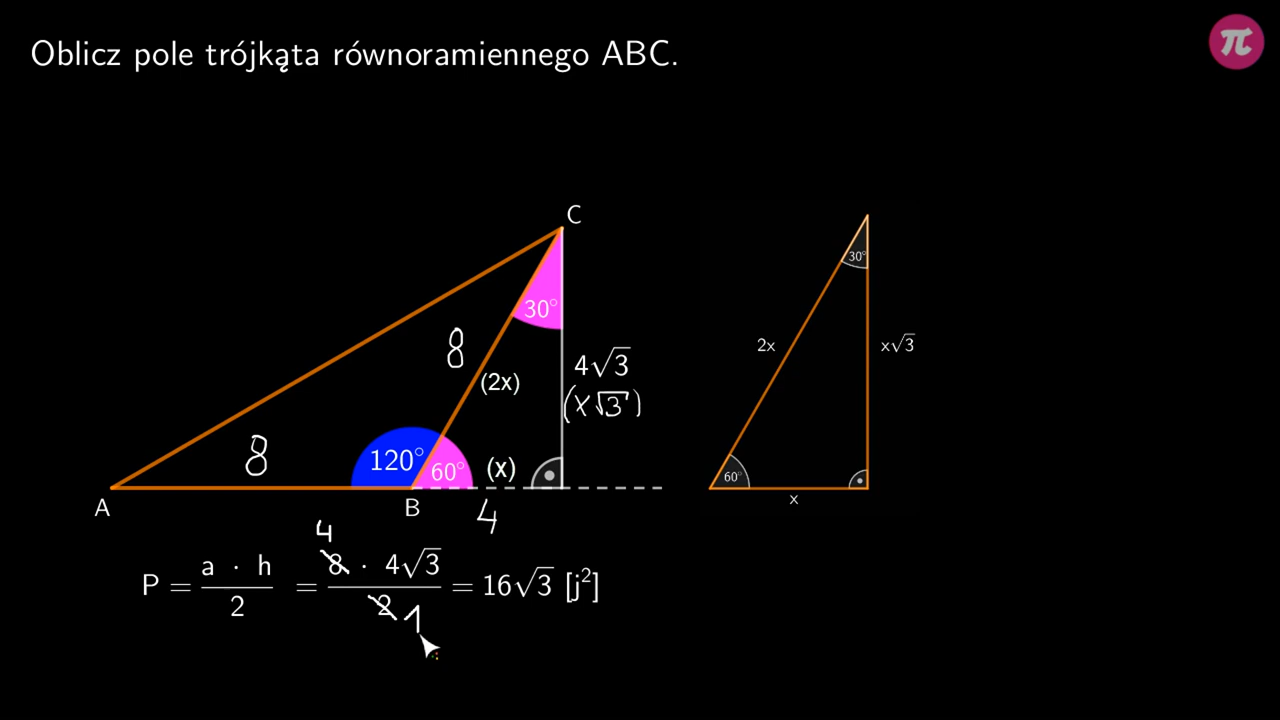 Oblicz pole trójkąta równoramiennego ABC.
π
C
30°
30°
8
2x
x√3
4√3
(2x)
(x√3)
8
120°
60°
(x)
60°
A
B
4
x
4
P = a · h / 2 = 8 · 4√3 / 2 1 = 16√3 [j²]